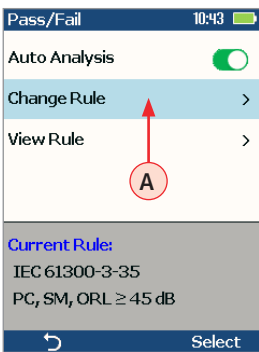 Pass/Fail 10:43
Auto Analysis
Change Rule >
View Rule >
A
Current Rule:
IEC 61300-3-35
PC, SM, ORL ≥ 45 dB
Select